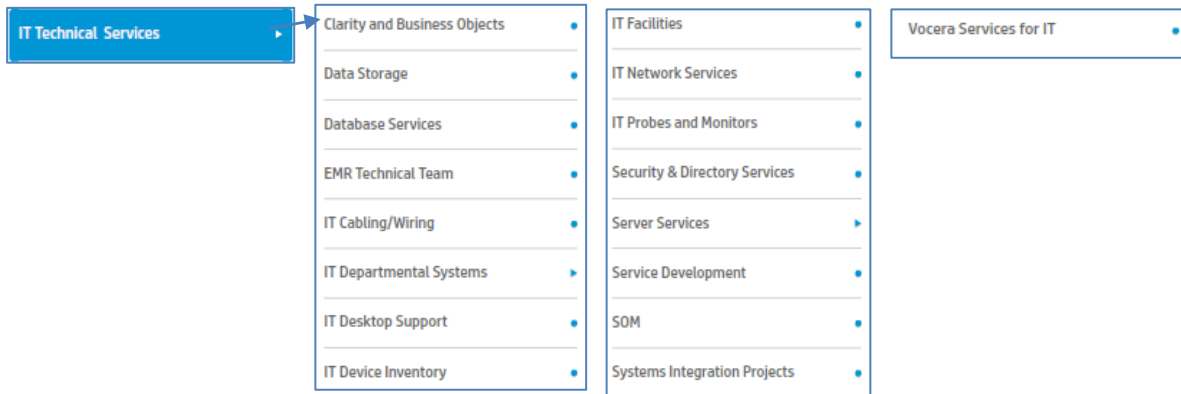 IT Technical Services
Clarity and Business Objects
Data Storage
Database Services
EMR Technical Team
IT Cabling/Wiring
IT Departmental Systems
IT Desktop Support
IT Device Inventory
IT Facilities
IT Network Services
IT Probes and Monitors
Security & Directory Services
Server Services
Service Development
SOM
Systems Integration Projects
Vocera Services for IT